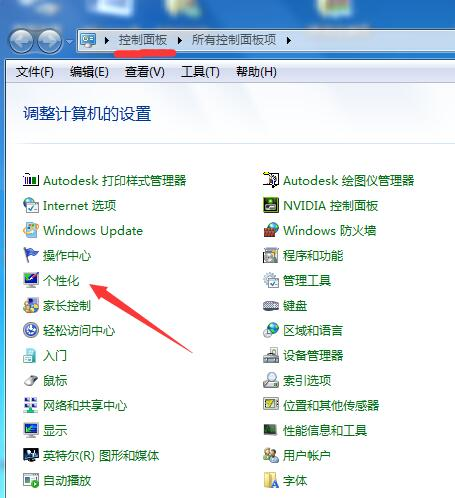 控制面板 所有控制面板项
文件(F) 编辑(E) 查看(V) 工具(T) 帮助(H)
调整计算机的设置
Autodesk 打印样式管理器 Autodesk 绘图仪管理器
Internet 选项 NVIDIA 控制面板
Windows Update Windows 防火墙
操作中心 程序和功能
个性化 管理工具
家长控制 键盘
轻松访问中心 区域和语言
入门 设备管理器
鼠标 索引选项
网络和共享中心 位置和其他传感器
显示 性能信息和工具
英特尔(R) 图形和媒体 用户帐户
自动播放 字体